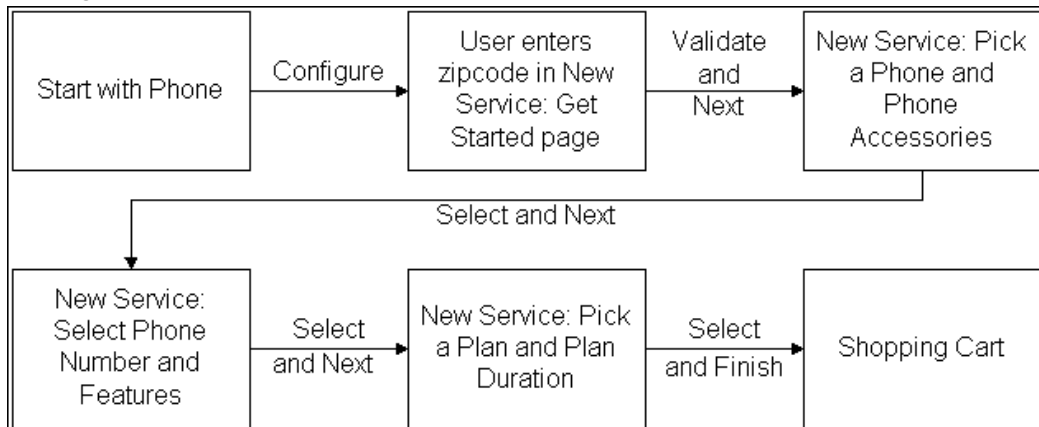 Start with Phone
Configure
User enters
zipcode in New
Service: Get
Started page
Validate
and
Next
New Service: Pick
a Phone and
Phone
Accessories
Select and Next
New Service:
Select Phone
Number and
Features
Select
and Next
New Service: Pick
a Plan and Plan
Duration
Select
and Finish
Shopping Cart